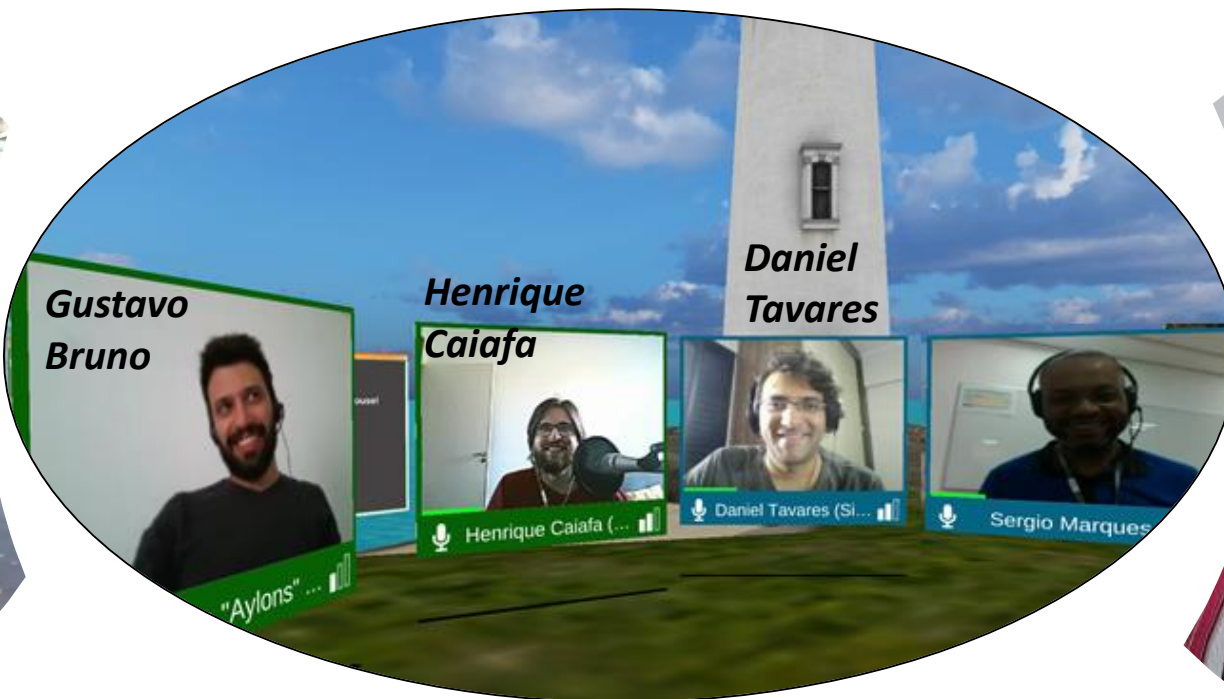 Gustavo
Bruno
Henrique
Caiafa
Daniel
Tavares
"Aylons" ...
Henrique Caiafa (...
Daniel Tavares (Si...
Sergio Marques